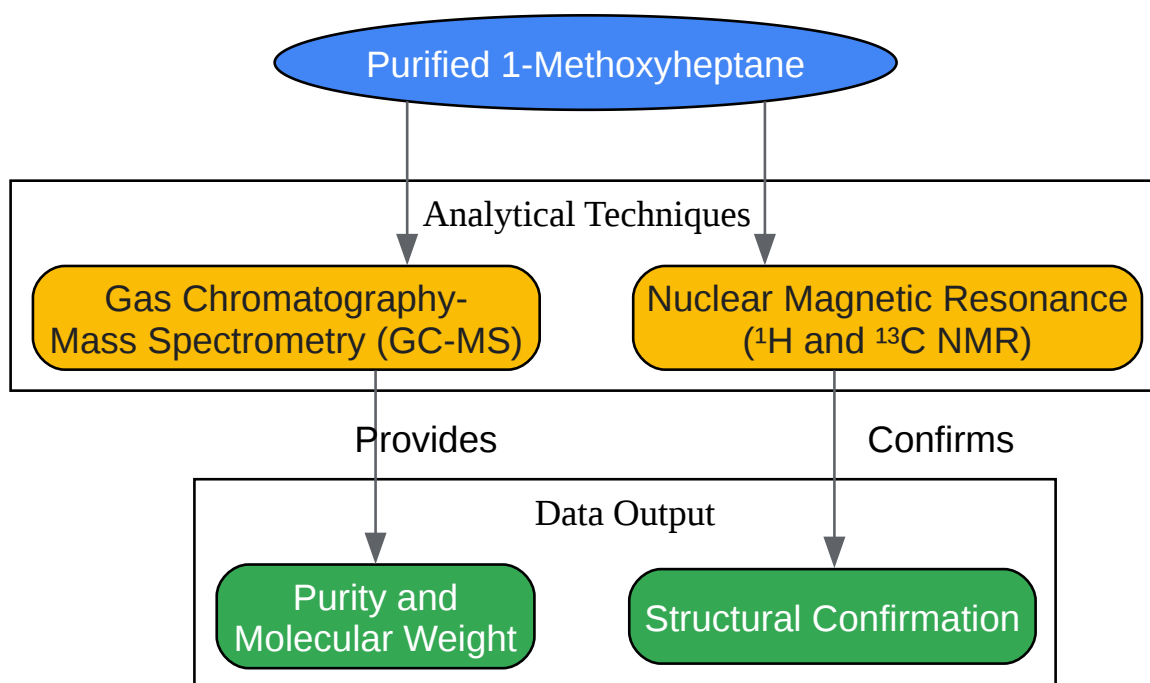 Purified 1-Methoxyheptane
Analytical Techniques
Gas Chromatography-
Mass Spectrometry (GC-MS)
Nuclear Magnetic Resonance
(¹H and ¹³C NMR)
Provides
Confirms
Data Output
Purity and
Molecular Weight
Structural Confirmation